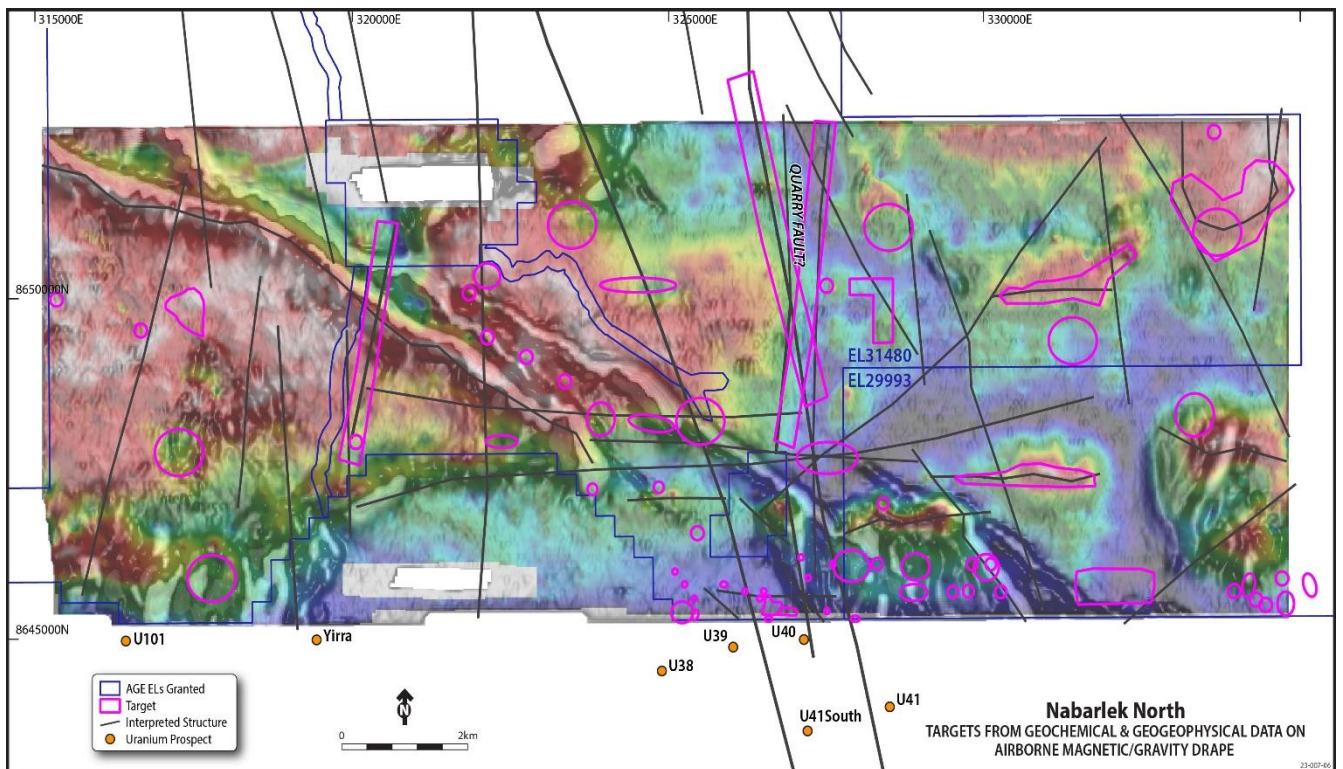 315000E
320000E
325000E
330000E
QUARRY FAULT?
8650000N
EL31480
EL29993
8645000N
U101
Yirra
U39
U40
U38
U41
U41South
AGE ELs Granted
Target
Interpreted Structure
Uranium Prospect
N
0
2km
Nabarlek North
TARGETS FROM GEOCHEMICAL & GEOGEOPHYSICAL DATA ON
AIRBORNE MAGNETIC/GRAVITY DRAPE
23-007-06